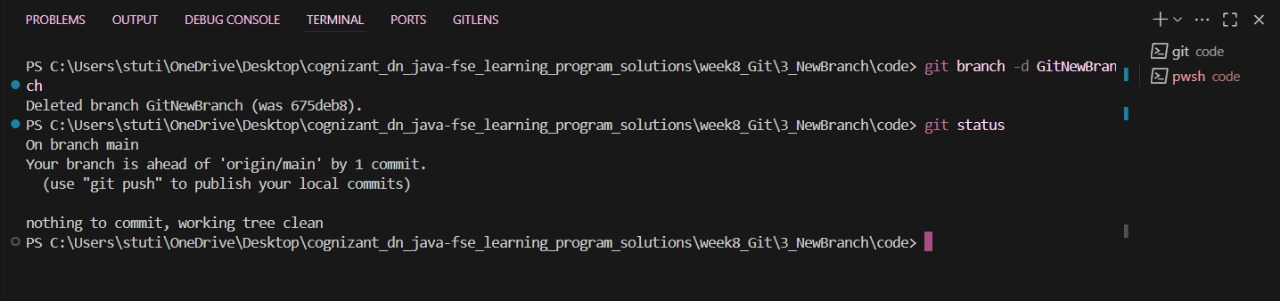 PROBLEMS OUTPUT DEBUG CONSOLE TERMINAL PORTS GITLENS
PS C:\Users\stuti\OneDrive\Desktop\cognizant_dn_java-fse_learning_program_solutions\week8_Git\3_NewBranch\code> git branch -d GitNewBran
ch
Deleted branch GitNewBranch (was 675deb8).
PS C:\Users\stuti\OneDrive\Desktop\cognizant_dn_java-fse_learning_program_solutions\week8_Git\3_NewBranch\code> git status
On branch main
Your branch is ahead of 'origin/main' by 1 commit.
  (use "git push" to publish your local commits)
nothing to commit, working tree clean
PS C:\Users\stuti\OneDrive\Desktop\cognizant_dn_java-fse_learning_program_solutions\week8_Git\3_NewBranch\code>
git code
pwsh code